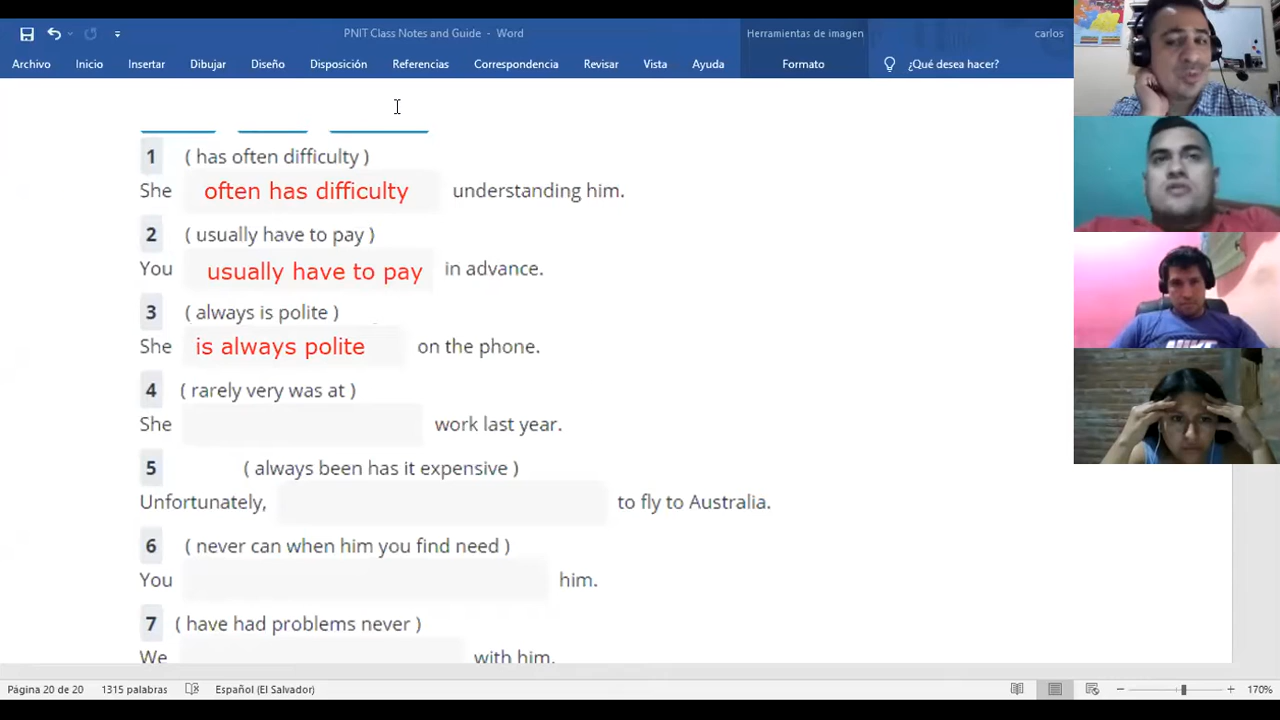 PNIT Class Notes and Guide - Word
Herramientas de imagen
carlos
Archivo Inicio Insertar Dibujar Diseño Disposición Referencias Correspondencia Revisar Vista Ayuda Formato ¿Qué desea hacer?
1 ( has often difficulty )
She often has difficulty understanding him.
2 ( usually have to pay )
You usually have to pay in advance.
3 ( always is polite )
She is always polite on the phone.
4 ( rarely very was at )
She work last year.
5 ( always been has it expensive )
Unfortunately, to fly to Australia.
6 ( never can when him you find need )
You him.
7 ( have had problems never )
We with him.
NIKE
Página 20 de 20 1315 palabras Español (El Salvador) 170%